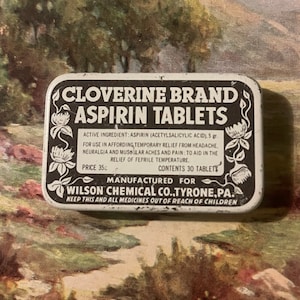 CLOVERINE BRAND
ASPIRIN TABLETS
ACTIVE INGREDIENT: ASPIRIN (ACETYLSALICYLIC ACID), 5 gr.
FOR USE IN AFFORDING TEMPORARY RELIEF FROM HEADACHE,
NEURALGIA AND MUSCULAR ACHES AND PAIN: TO AID IN THE
RELIEF OF FEFRILE TEMPERATURE.
PRICE 35c CONTENTS 30 TABLETS
MANUFACTURED FOR
WILSON CHEMICAL CO., TYRONE, PA.
KEEP THIS AND ALL MEDICINES OUT OF REACH OF CHILDREN